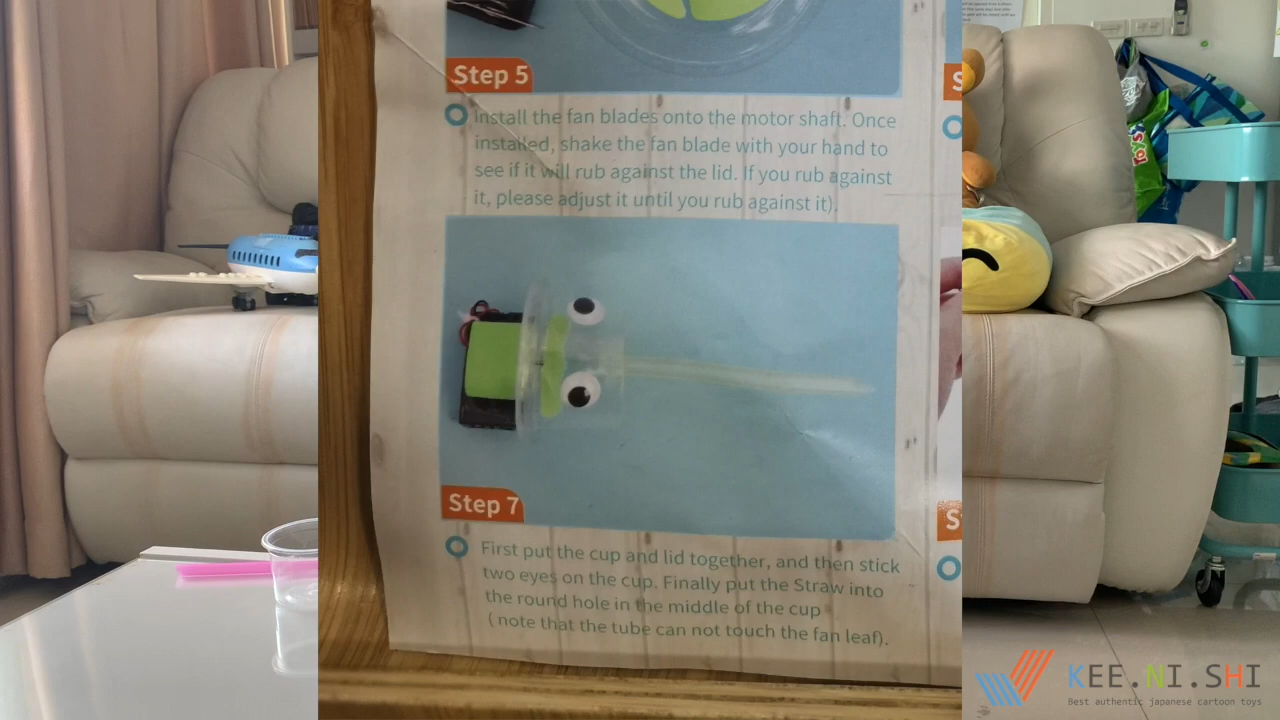 Step 5
Install the fan blades onto the motor shaft. Once
installed, shake the fan blade with your hand to
see if it will rub against the lid. If you rub against
it, please adjust it until you rub against it).
Step 7
First put the cup and lid together, and then stick
two eyes on the cup. Finally put the Straw into
the round hole in the middle of the cup
( note that the tube can not touch the fan leaf).
S
S
TOYS
KEE.NI.SHI
Best authentic japanese cartoon toys